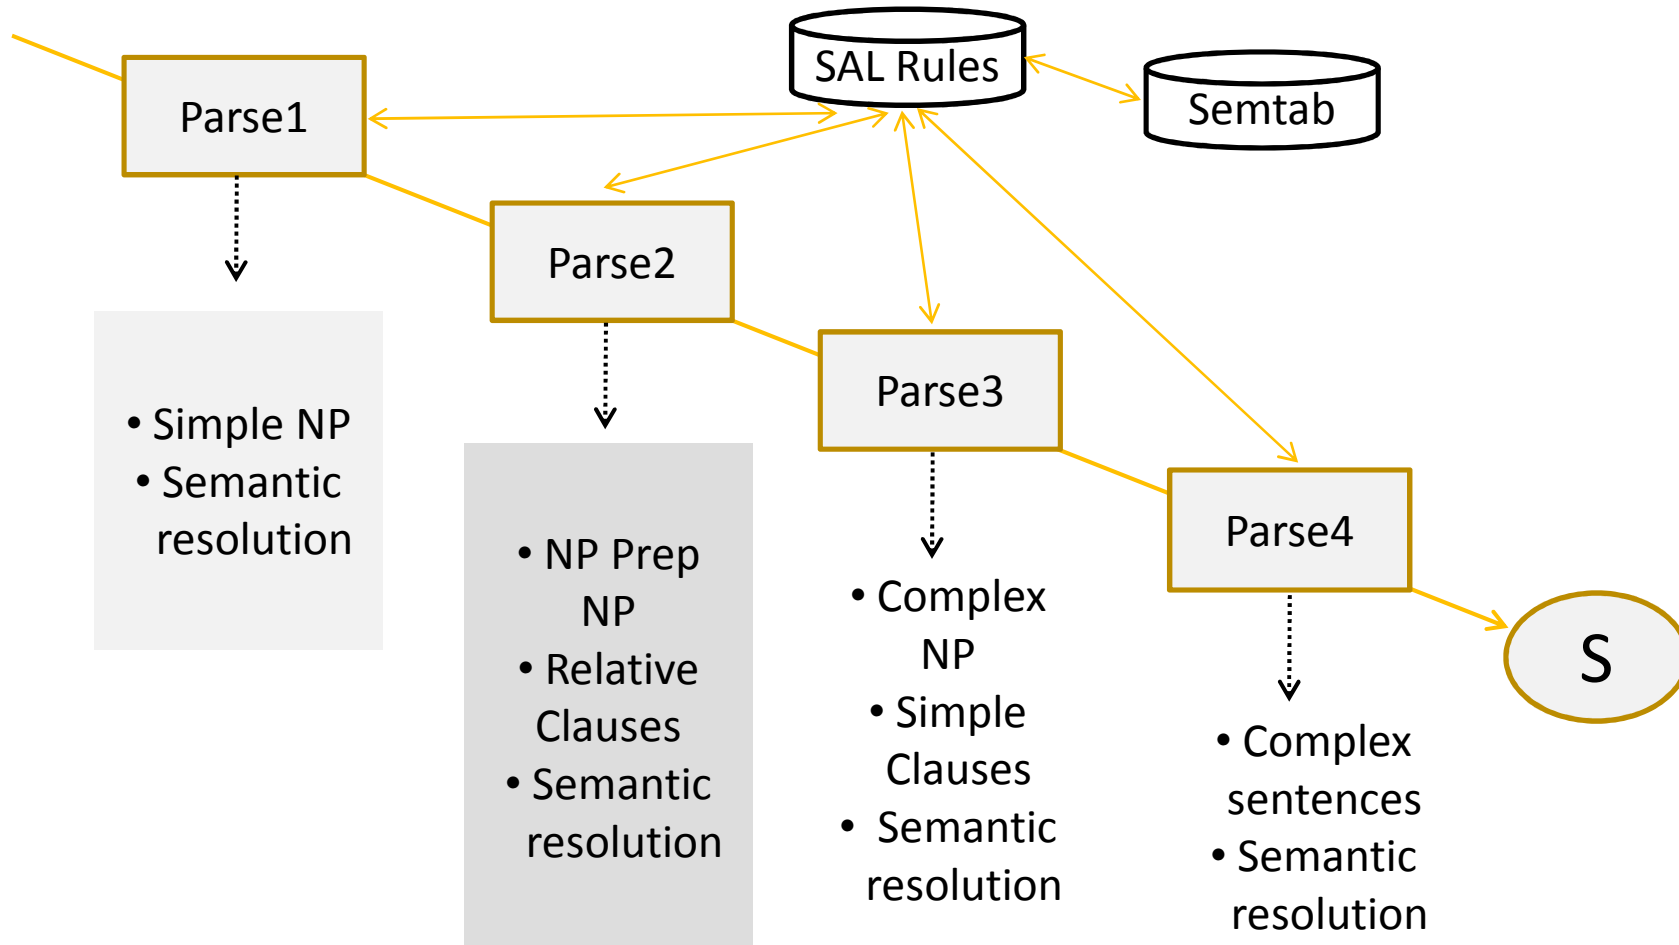 SAL Rules
Semtab
Parse1
Parse2
Parse3
Parse4
S
• Simple NP
• Semantic
resolution
• NP Prep
NP
• Relative
Clauses
• Semantic
resolution
• Complex
NP
• Simple
Clauses
• Semantic
resolution
• Complex
sentences
• Semantic
resolution